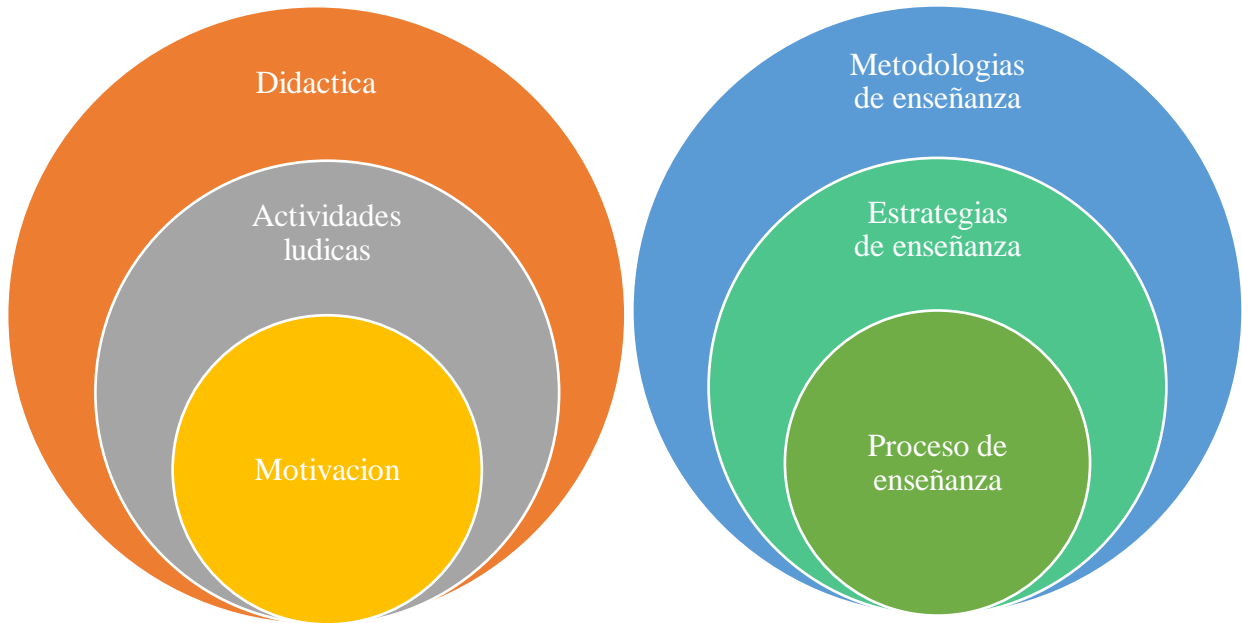 Didactica
Actividades
ludicas
Motivacion
Metodologias
de enseñanza
Estrategias
de enseñanza
Proceso de
enseñanza